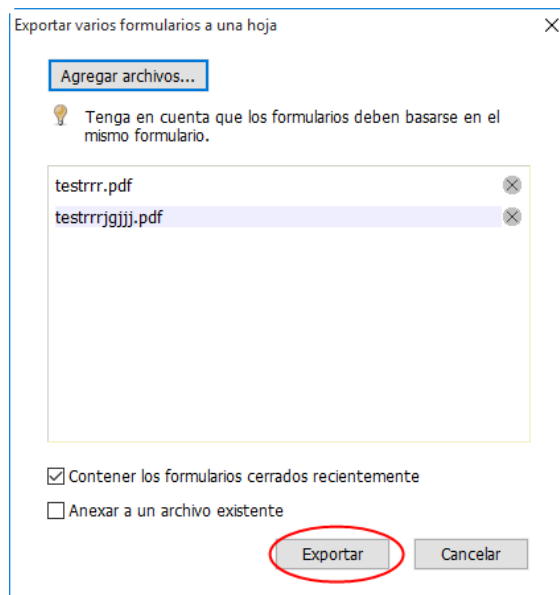 Exportar varios formularios a una hoja
Agregar archivos...
Tenga en cuenta que los formularios deben basarse en el
mismo formulario.
testrrr.pdf
testrrrjgjjj.pdf
Contener los formularios cerrados recientemente
Anexar a un archivo existente
Exportar
Cancelar